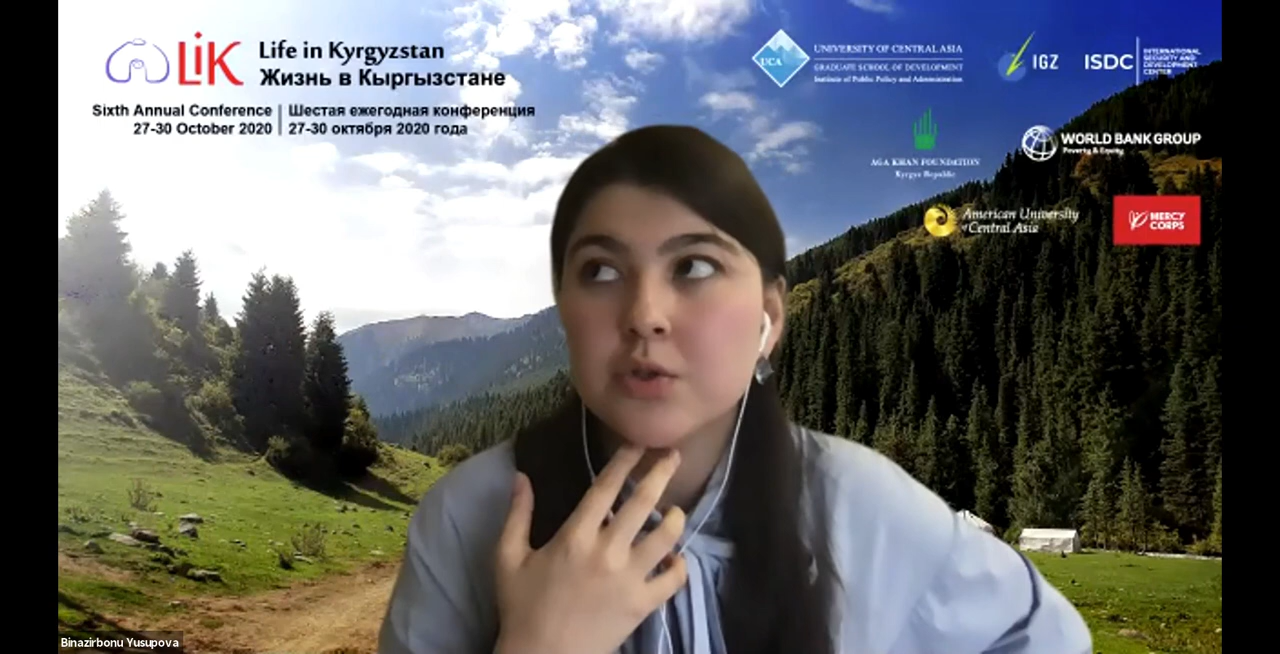 LiK
Life in Kyrgyzstan
Жизнь в Кыргызстане
Sixth Annual Conference
27-30 October 2020
Шестая ежегодная конференция
27-30 октября 2020 года
UCA
UNIVERSITY OF CENTRAL ASIA
GRADUATE SCHOOL OF DEVELOPMENT
Institute of Public Policy and Administration
IGZ
ISDC
INTERNATIONAL
SECURITY AND
DEVELOPMENT
CENTER
AGA KHAN FOUNDATION
Kyrgyz Republic
WORLD BANK GROUP
Poverty & Equity
American University
of Central Asia
MERCY
CORPS
Binazirbonu Yusupova